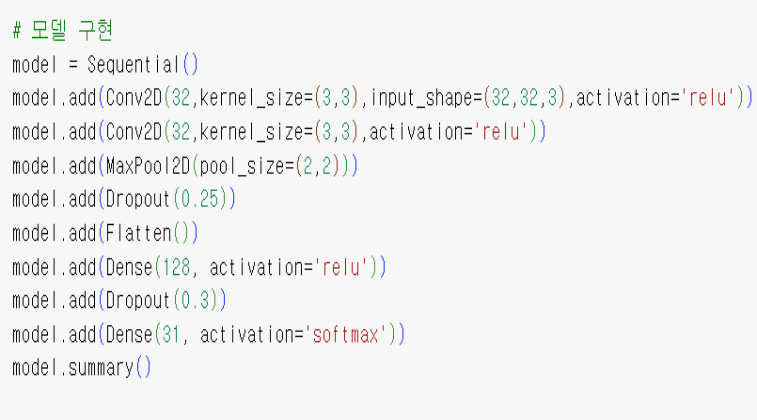 # 모델 구현
model = Sequential()
model.add(Conv2D(32,kernel_size=(3,3),input_shape=(32,32,3),activation='relu'))
model.add(Conv2D(32,kernel_size=(3,3),activation='relu'))
model.add(MaxPool2D(pool_size=(2,2)))
model.add(Dropout(0.25))
model.add(Flatten())
model.add(Dense(128, activation='relu'))
model.add(Dropout(0.3))
model.add(Dense(31, activation='softmax'))
model.summary()